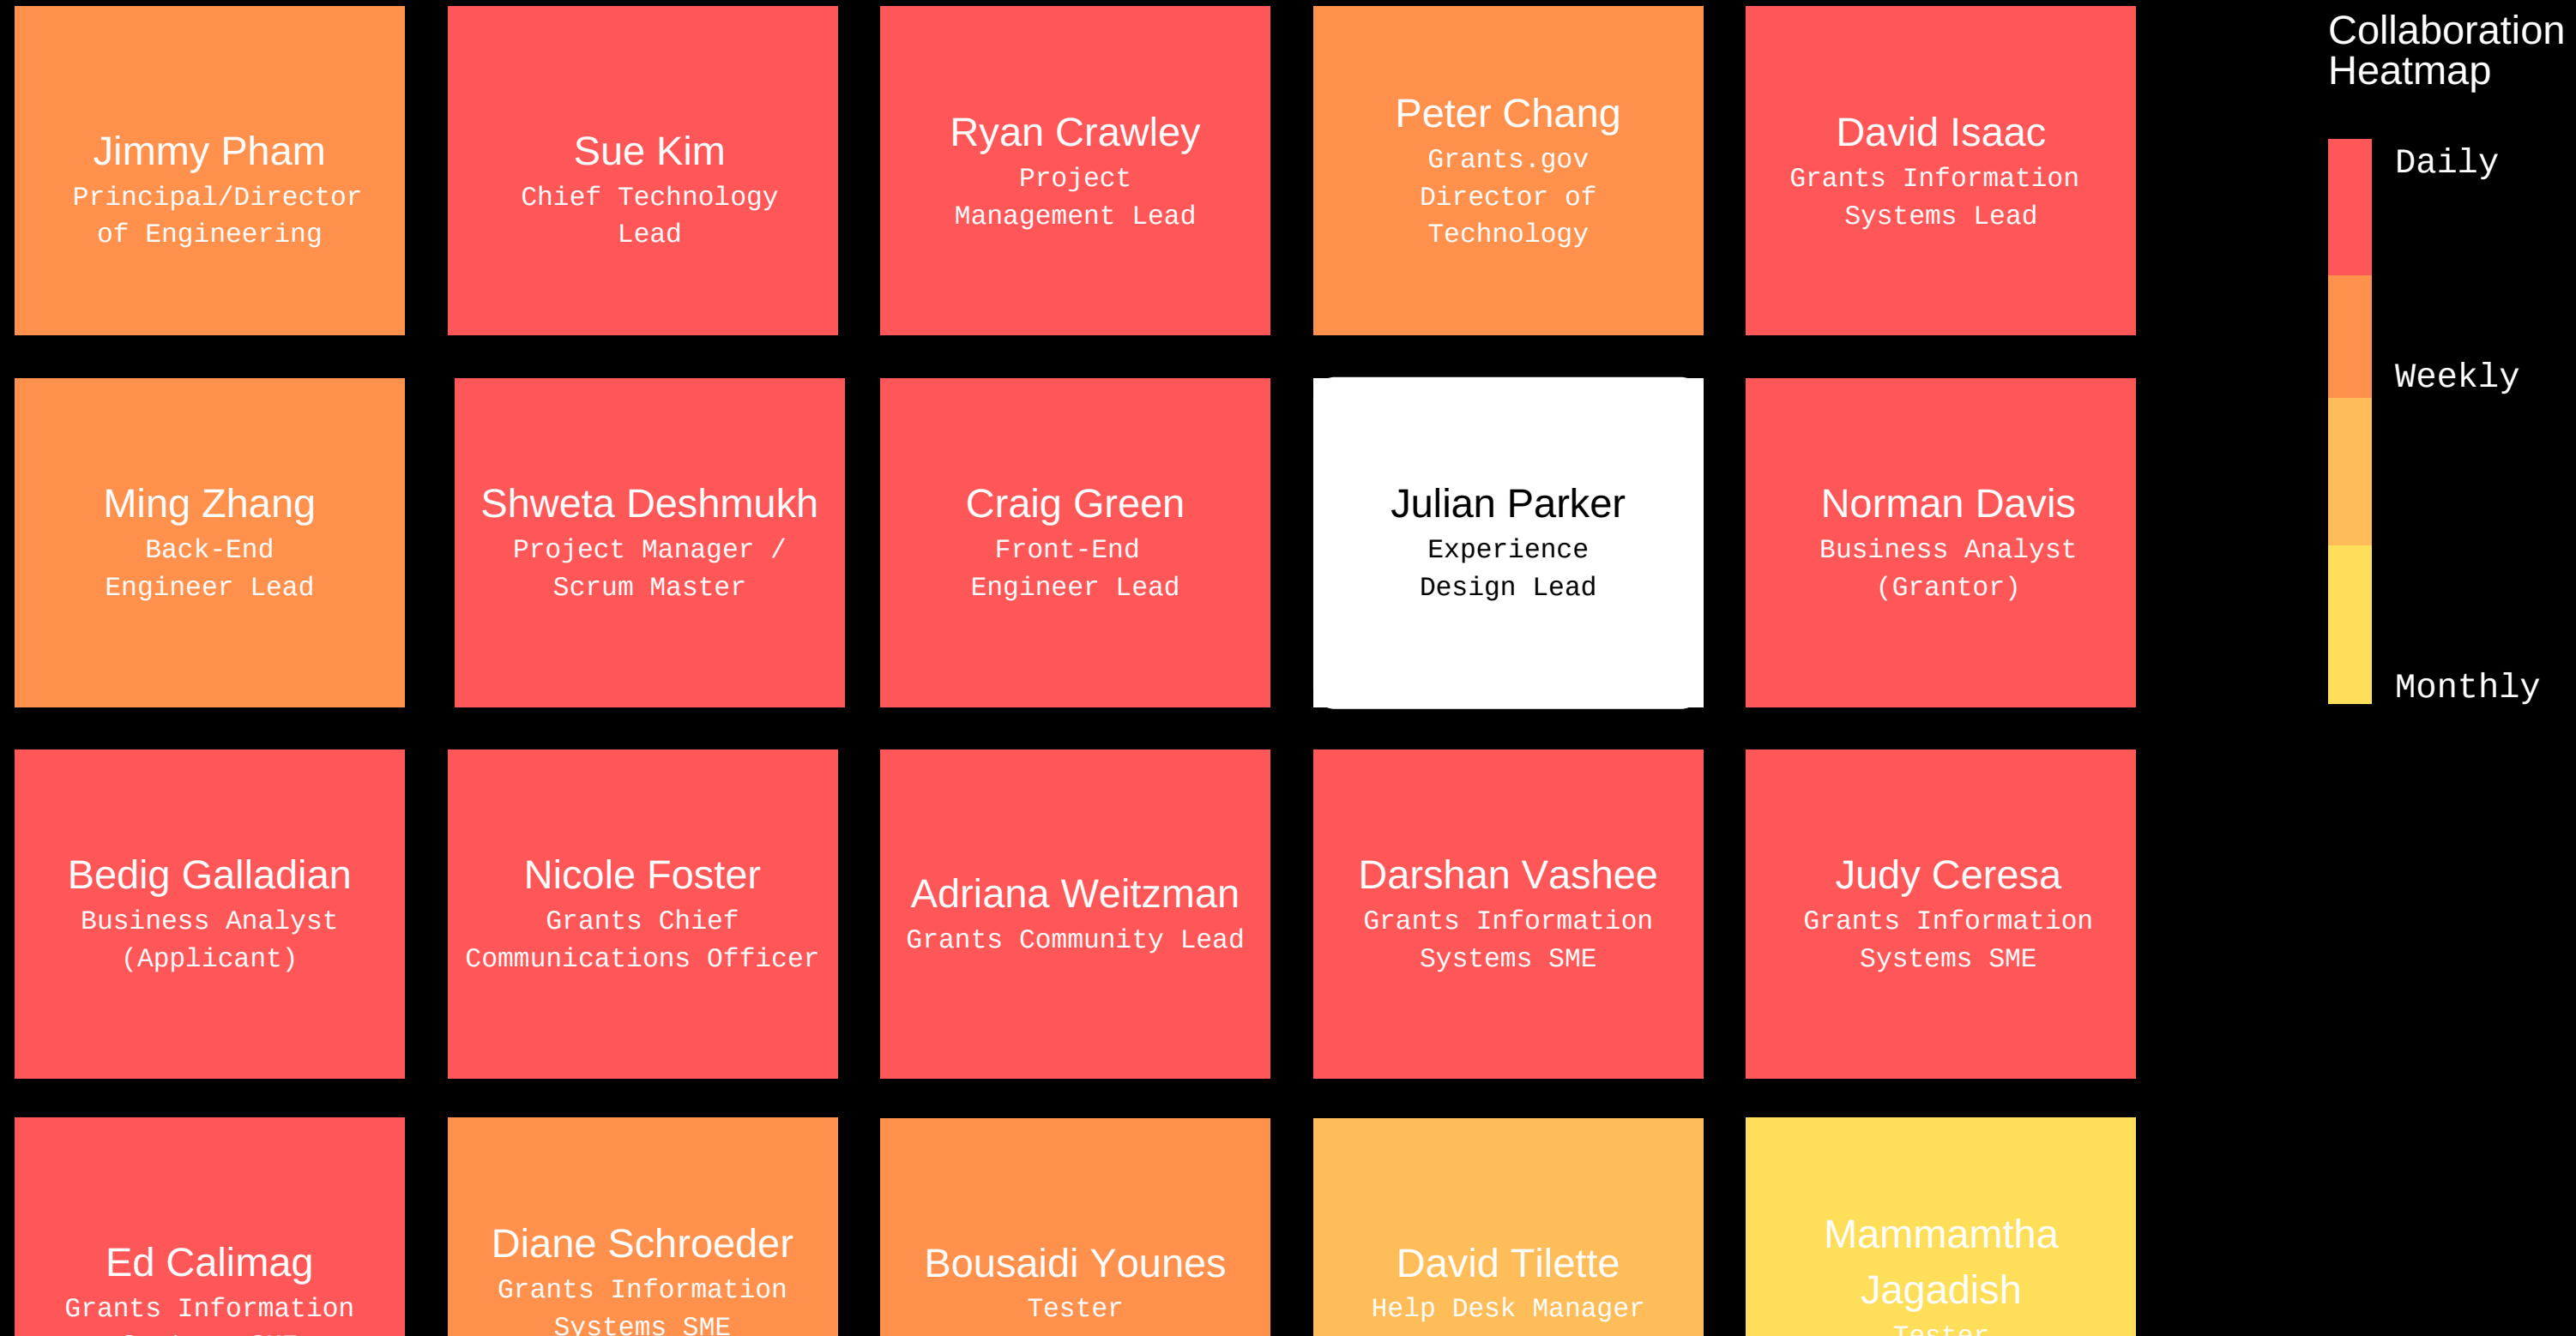 Jimmy Pham
Principal/Director
of Engineering
Sue Kim
Chief Technology
Lead
Ryan Crawley
Project
Management Lead
Peter Chang
Grants.gov
Director of
Technology
David Isaac
Grants Information
Systems Lead
Collaboration
Heatmap
Daily
Weekly
Monthly
Ming Zhang
Back-End
Engineer Lead
Shweta Deshmukh
Project Manager /
Scrum Master
Craig Green
Front-End
Engineer Lead
Julian Parker
Experience
Design Lead
Norman Davis
Business Analyst
(Grantor)
Bedig Galladian
Business Analyst
(Applicant)
Nicole Foster
Grants Chief
Communications Officer
Adriana Weitzman
Grants Community Lead
Darshan Vashee
Grants Information
Systems SME
Judy Ceresa
Grants Information
Systems SME
Ed Calimag
Grants Information
Diane Schroeder
Grants Information
Systems SME
Bousaidi Younes
Tester
David Tilette
Help Desk Manager
Mammamtha
Jagadish
Tester